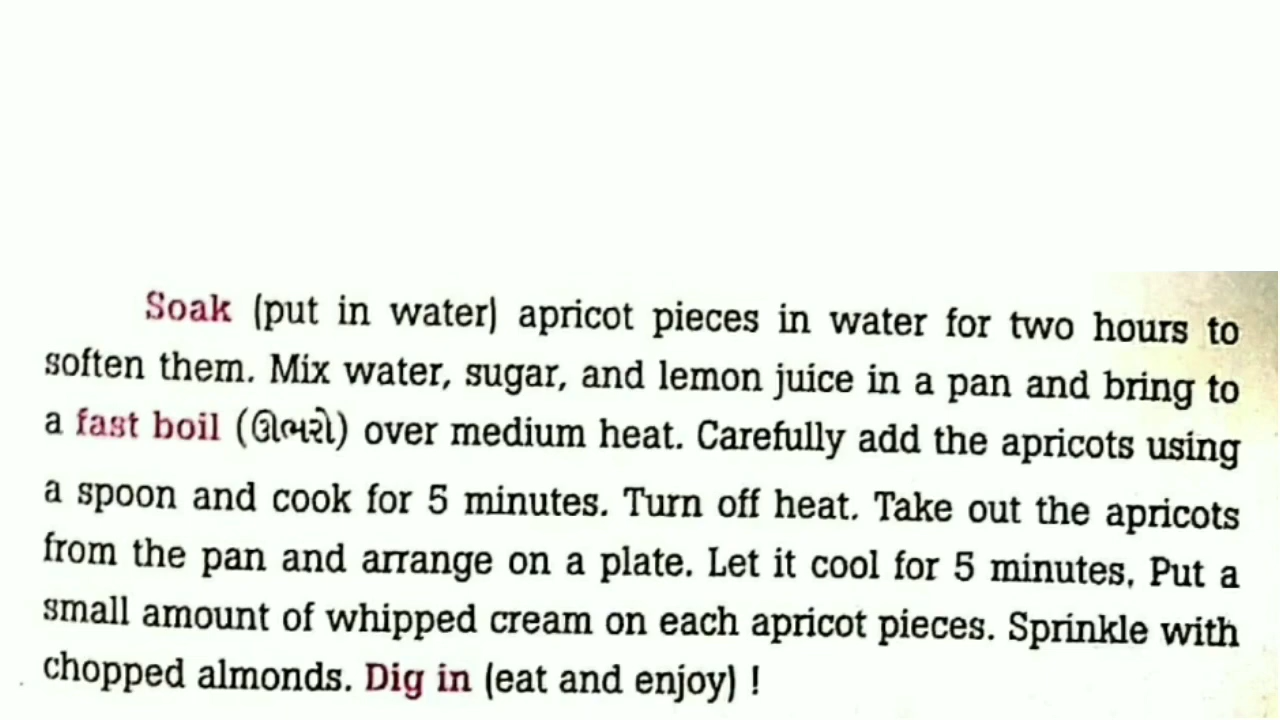 Soak (put in water) apricot pieces in water for two hours to
soften them. Mix water, sugar, and lemon juice in a pan and bring to
a fast boil (ઊભરો) over medium heat. Carefully add the apricots using
a spoon and cook for 5 minutes. Turn off heat. Take out the apricots
from the pan and arrange on a plate. Let it cool for 5 minutes, Put a
small amount of whipped cream on each apricot pieces. Sprinkle with
chopped almonds. Dig in (eat and enjoy) !